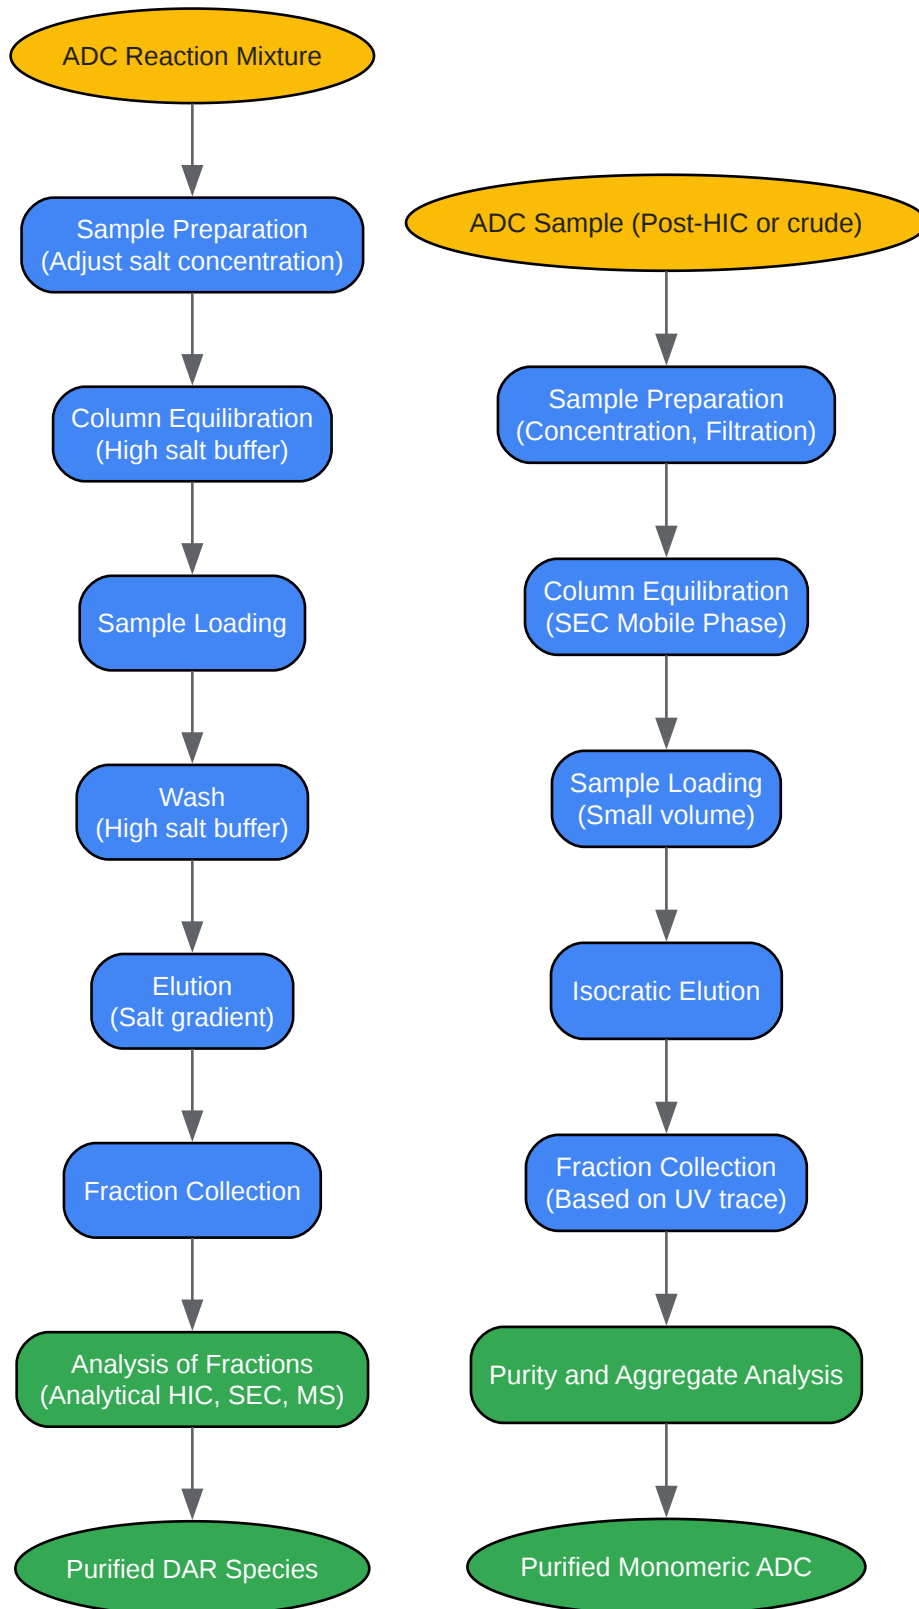 ADC Reaction Mixture
Sample Preparation
(Adjust salt concentration)
Column Equilibration
(High salt buffer)
Sample Loading
Wash
(High salt buffer)
Elution
(Salt gradient)
Fraction Collection
Analysis of Fractions
(Analytical HIC, SEC, MS)
Purified DAR Species
ADC Sample (Post-HIC or crude)
Sample Preparation
(Concentration, Filtration)
Column Equilibration
(SEC Mobile Phase)
Sample Loading
(Small volume)
Isocratic Elution
Fraction Collection
(Based on UV trace)
Purity and Aggregate Analysis
Purified Monomeric ADC